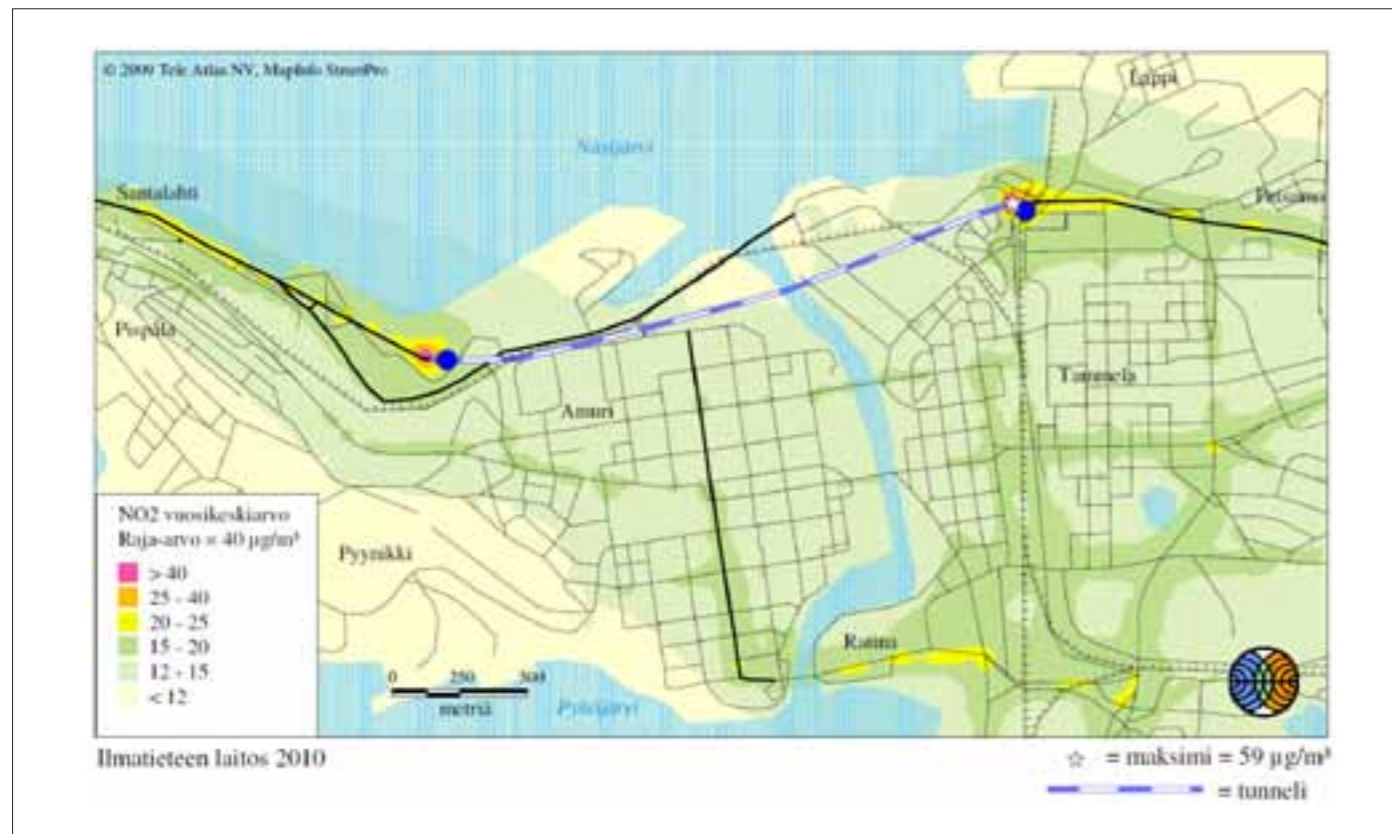 © 2009 Tele Atlas NV, MapInfo StreetPro
Lappi
Näsijärvi
Santalahti
Petsamo
Pispala
Tammela
Amuri
NO2 vuosikeskiarvo
Raja-arvo = 40 µg/m³
> 40
25 - 40
20 - 25
15 - 20
12 - 15
< 12
Pyynikki
Ratina
0 250 500
metriä
Pyhäjärvi
Ilmatieteen laitos 2010
☆ = maksimi = 59 µg/m³
= tunneli